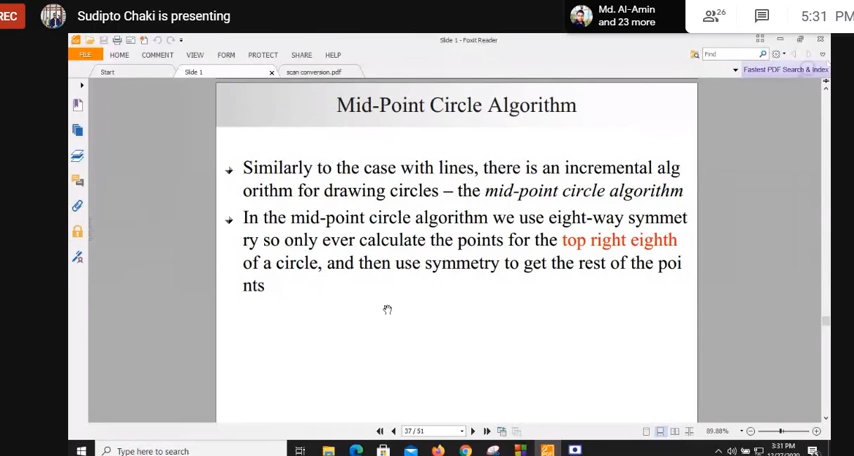 REC
Sudipto Chaki is presenting
Md. Al-Amin
and 23 more
26
5:31 PM
Slide 1 - Foxit Reader
FILE HOME COMMENT VIEW FORM PROTECT SHARE HELP
Find
Start
Slide 1
scan conversion.pdf
Fastest PDF Search & Index
Mid-Point Circle Algorithm
Similarly to the case with lines, there is an incremental alg
orithm for drawing circles – the mid-point circle algorithm
In the mid-point circle algorithm we use eight-way symmet
ry so only ever calculate the points for the top right eighth
of a circle, and then use symmetry to get the rest of the poi
nts
37 / 51
89.88%
Type here to search
3:31 PM